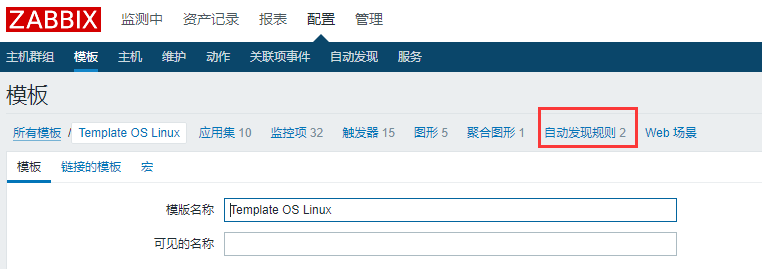 ZABBIX 监测中 资产记录 报表 配置 管理
主机群组 模板 主机 维护 动作 关联项事件 自动发现 服务
模板
所有模板 / Template OS Linux 应用集 10 监控项 32 触发器 15 图形 5 聚合图形 1 自动发现规则 2 Web 场景
模板 链接的模板 宏
模版名称 Template OS Linux
可见的名称